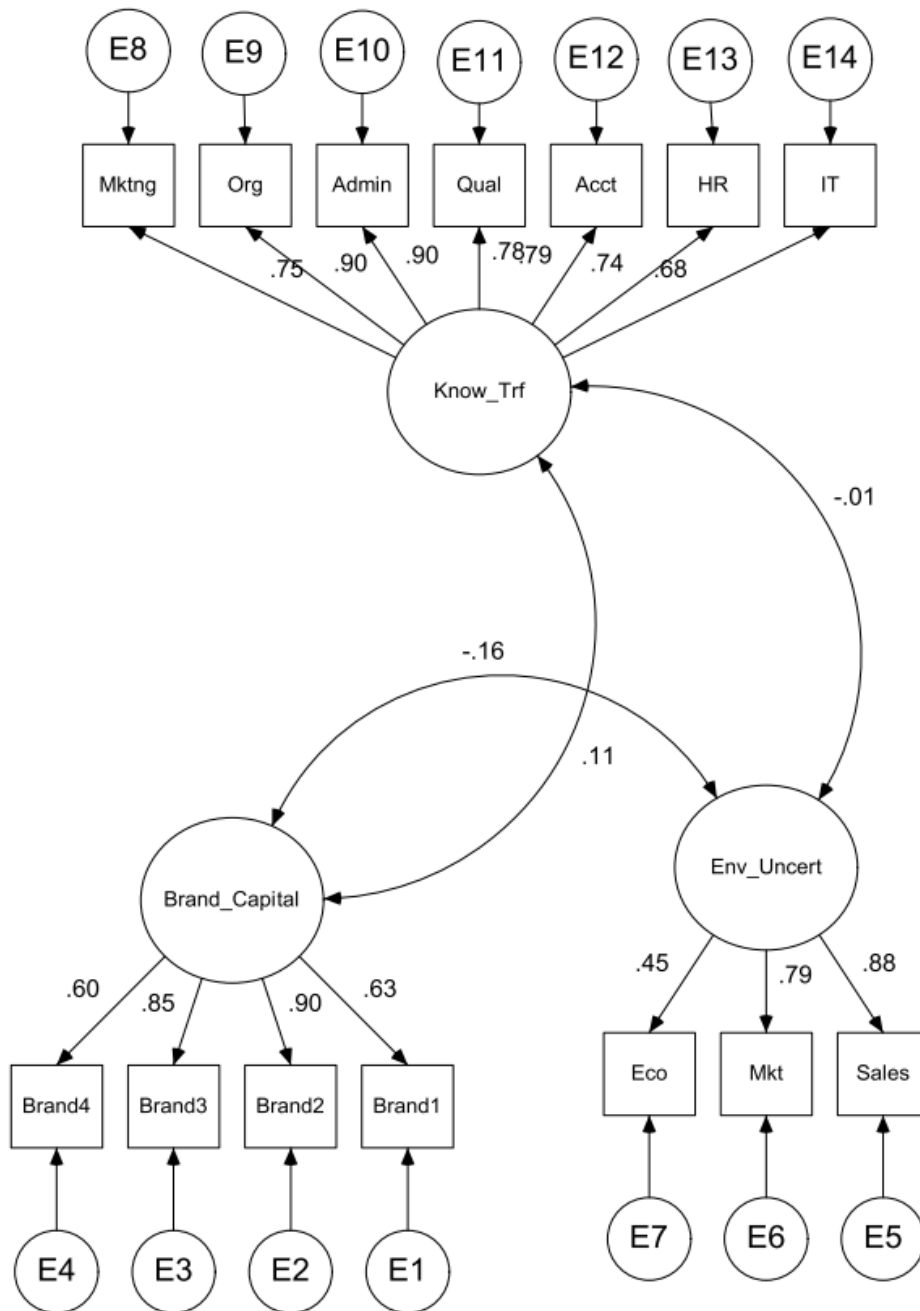 E8
E9
E10
E11
E12
E13
E14
Mktng
Org
Admin
Qual
Acct
HR
IT
.75
.90
.90
.78
.79
.74
.68
Know_Trf
-.01
-.16
.11
Brand_Capital
Env_Uncert
.60
.85
.90
.63
.45
.79
.88
Brand4
Brand3
Brand2
Brand1
Eco
Mkt
Sales
E4
E3
E2
E1
E7
E6
E5